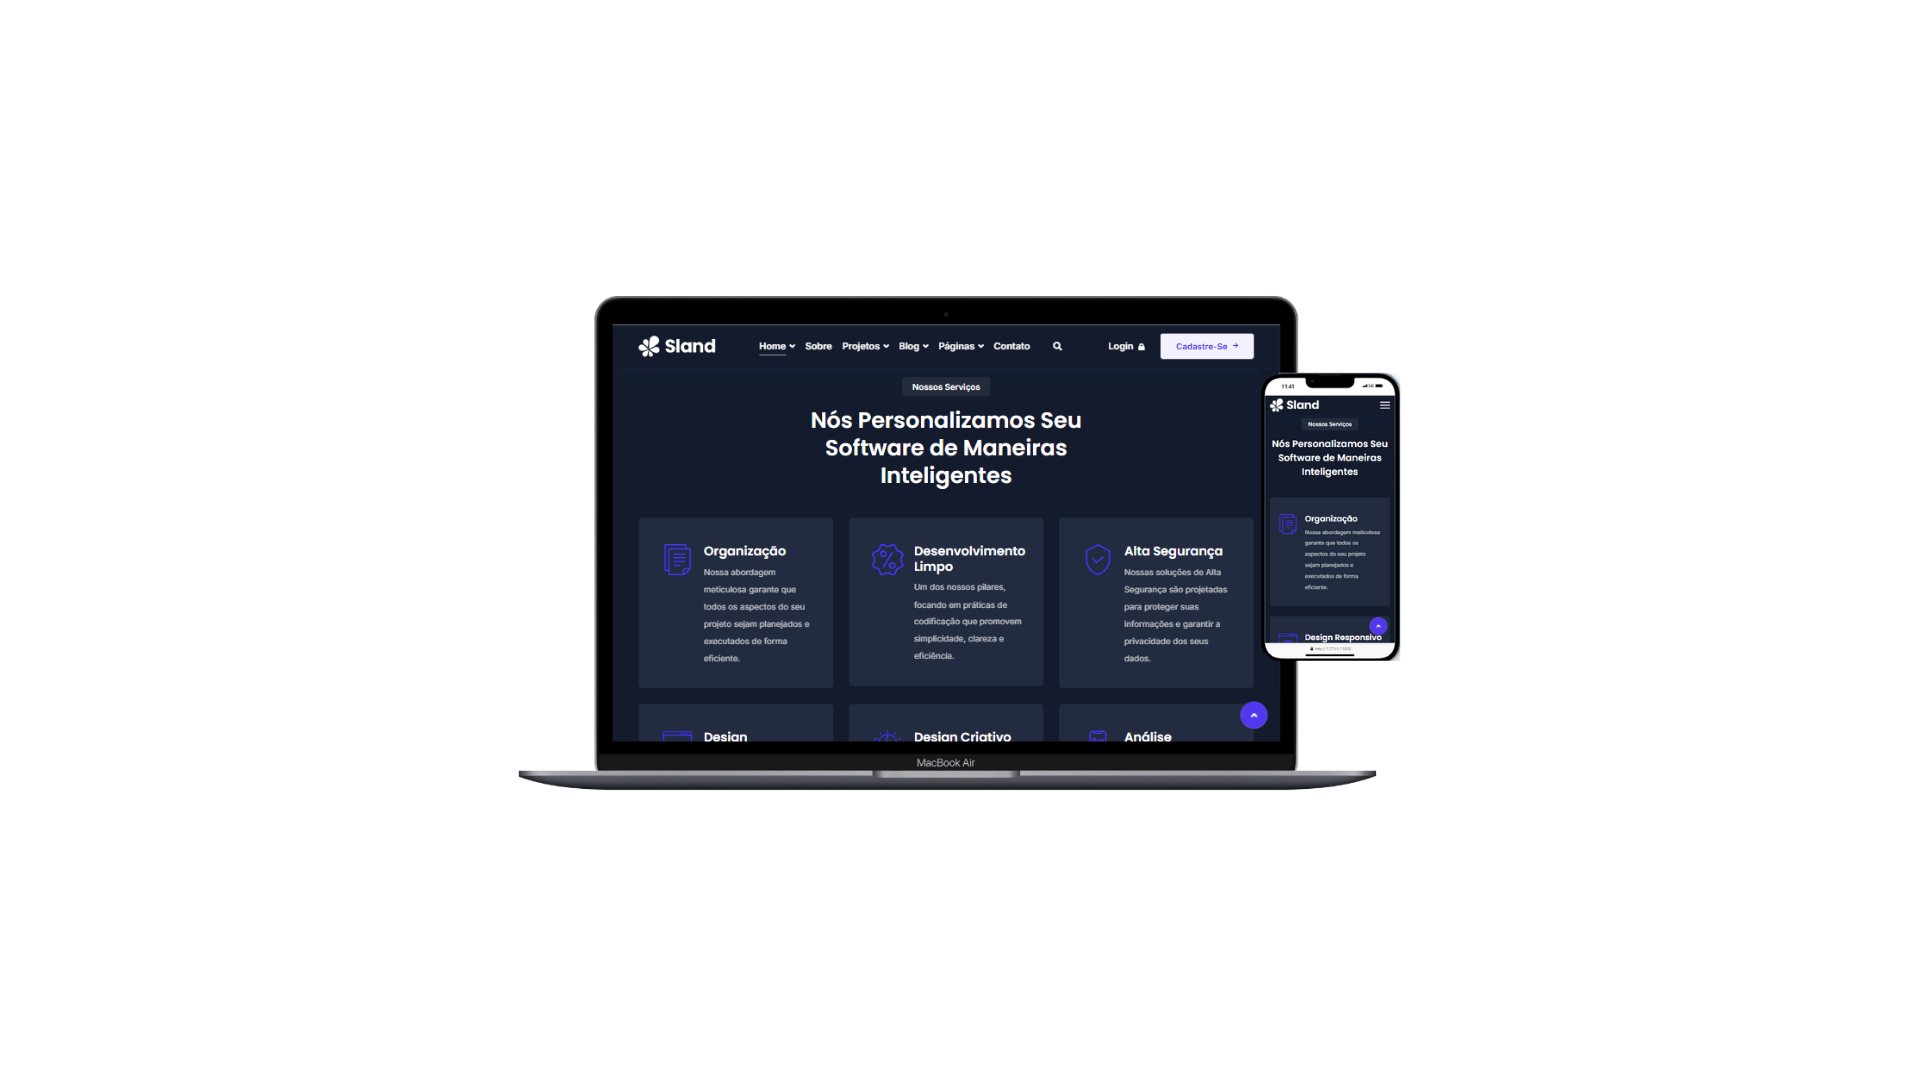 Sland
Home Sobre Projetos Blog Páginas Contato
Login
Cadastre-Se
Nossos Serviços
Nós Personalizamos Seu
Software de Maneiras
Inteligentes
Organização
Nossa abordagem
meticulosa garante que
todos os aspectos do seu
projeto sejam planejados e
executados de forma
eficiente.
Desenvolvimento
Limpo
Um dos nossos pilares,
focando em práticas de
codificação que promovem
simplicidade, clareza e
eficiência.
Alta Segurança
Nossas soluções de Alta
Segurança são projetadas
para proteger suas
informações e garantir a
privacidade dos seus
dados.
Design
Design Criativo
Análise
MacBook Air
11:41
Sland
Nossos Serviços
Nós Personalizamos Seu
Software de Maneiras
Inteligentes
Organização
Nossa abordagem meticulosa
garante que todos os
aspectos do seu projeto
sejam planejados e
executados de forma
eficiente.
Design Responsivo